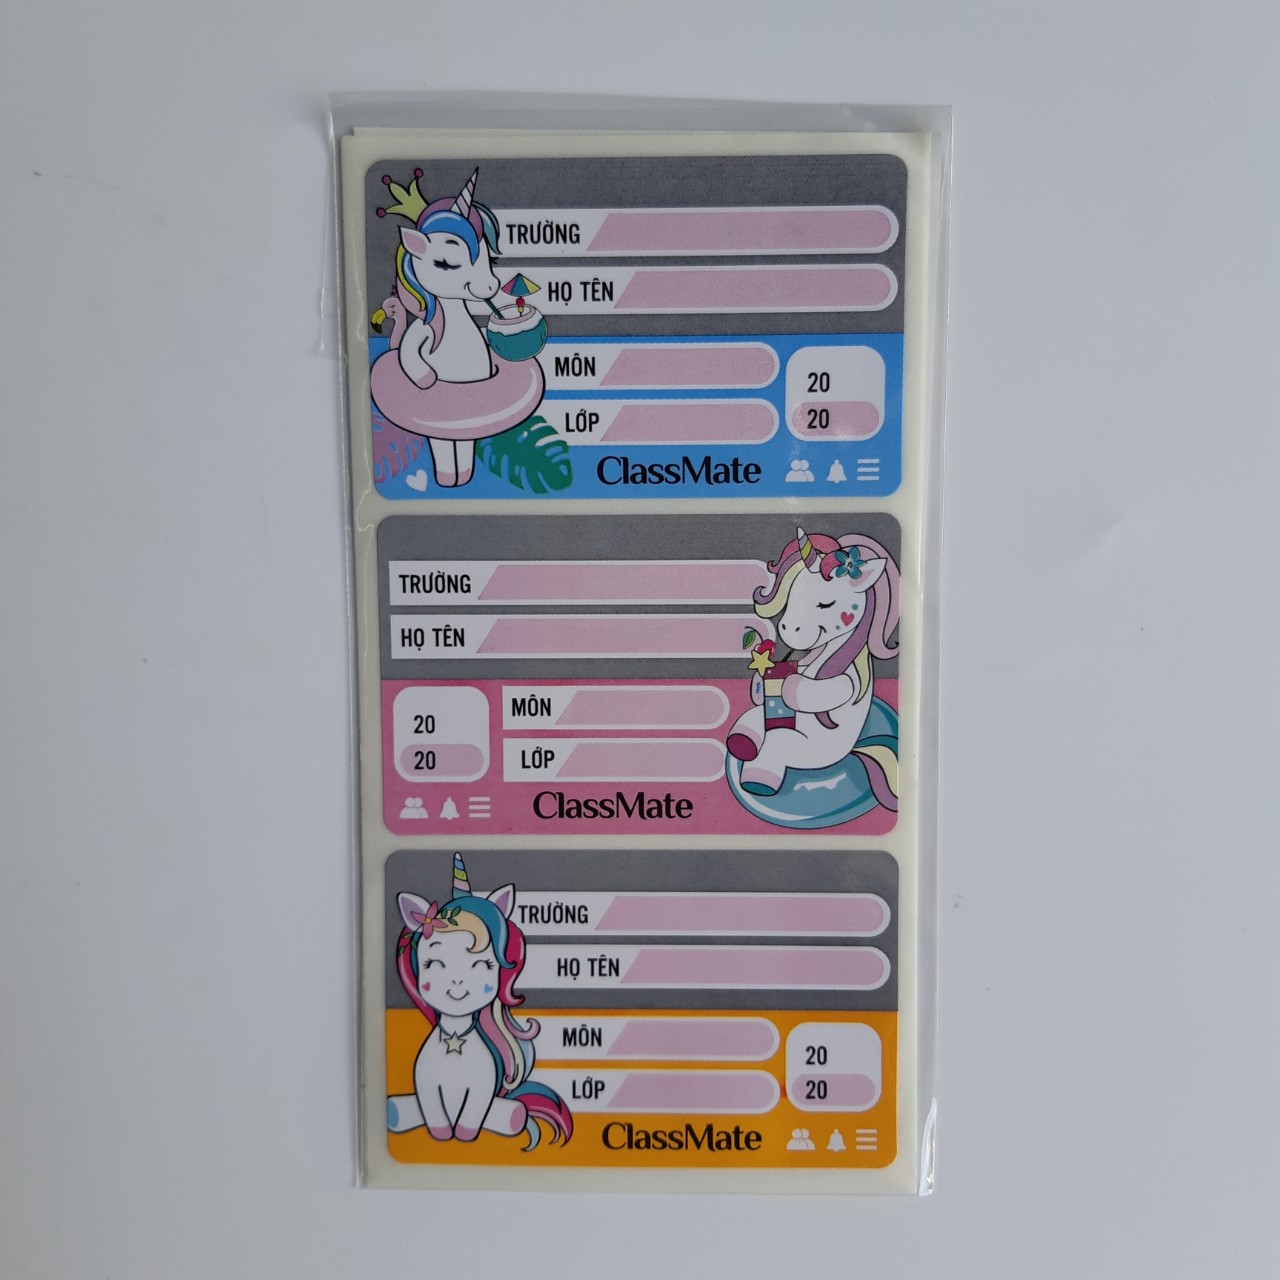 TRƯỜNG
HỌ TÊN
MÔN
20
LỚP
20
ClassMate
TRƯỜNG
HỌ TÊN
MÔN
20
LỚP
20
ClassMate
TRƯỜNG
HỌ TÊN
MÔN
20
LỚP
20
ClassMate